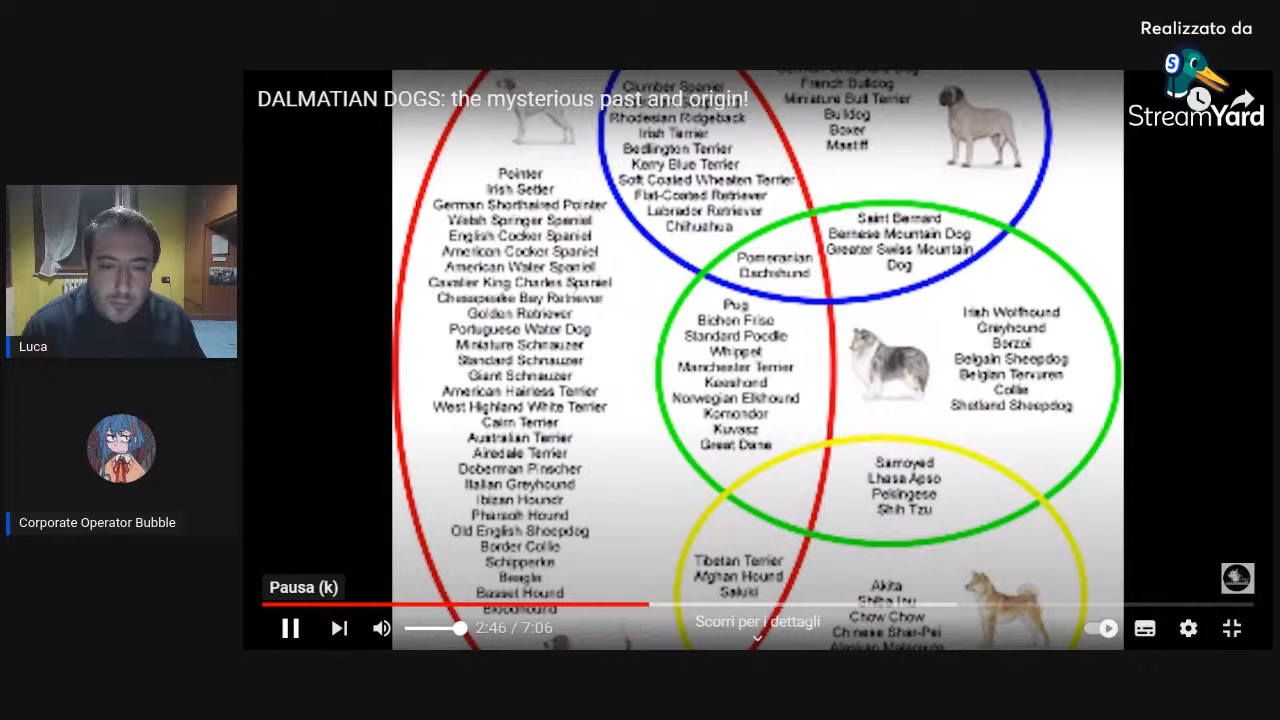 Realizzato da
StreamYard
S
DALMATIAN DOGS: the mysterious past and origin!
Clumber Spaniel
Rhodesian Ridgeback
Irish Terrier
Bedlington Terrier
Kerry Blue Terrier
Soft Coated Wheaten Terrier
Flat-Coated Retriever
Labrador Retriever
Chihuahua
German Shepherd Dog
French Bulldog
Miniature Bull Terrier
Bulldog
Boxer
Mastiff
Pointer
Irish Setter
German Shorthaired Pointer
Welsh Springer Spaniel
English Cocker Spaniel
American Cocker Spaniel
American Water Spaniel
Cavalier King Charles Spaniel
Chesapeake Bay Retriever
Golden Retriever
Portuguese Water Dog
Miniature Schnauzer
Standard Schnauzer
Giant Schnauzer
American Hairless Terrier
West Highland White Terrier
Cairn Terrier
Australian Terrier
Airedale Terrier
Doberman Pinscher
Italian Greyhound
Ibizan Houndr
Pharaoh Hound
Old English Sheepdog
Border Collie
Schipperke
Beagle
Basset Hound
Bloodhound
Saint Bernard
Bernese Mountain Dog
Greater Swiss Mountain
Dog
Pomeranian
Dachshund
Pug
Bichon Frise
Standard Poodle
Whippet
Manchester Terrier
Keeshond
Norwegian Elkhound
Komondor
Kuvasz
Great Dane
Irish Wolfhound
Greyhound
Borzoi
Belgain Sheepdog
Belgian Tervuren
Collie
Shetland Sheepdog
Samoyed
Lhasa Apso
Pekingese
Shih Tzu
Tibetan Terrier
Afghan Hound
Saluki
Akita
Shiba Inu
Chow Chow
Chinese Shar-Pei
Alaskan Malamute
Luca
Corporate Operator Bubble
Pausa (k)
2:46 / 7:06
Scorri per i dettagli